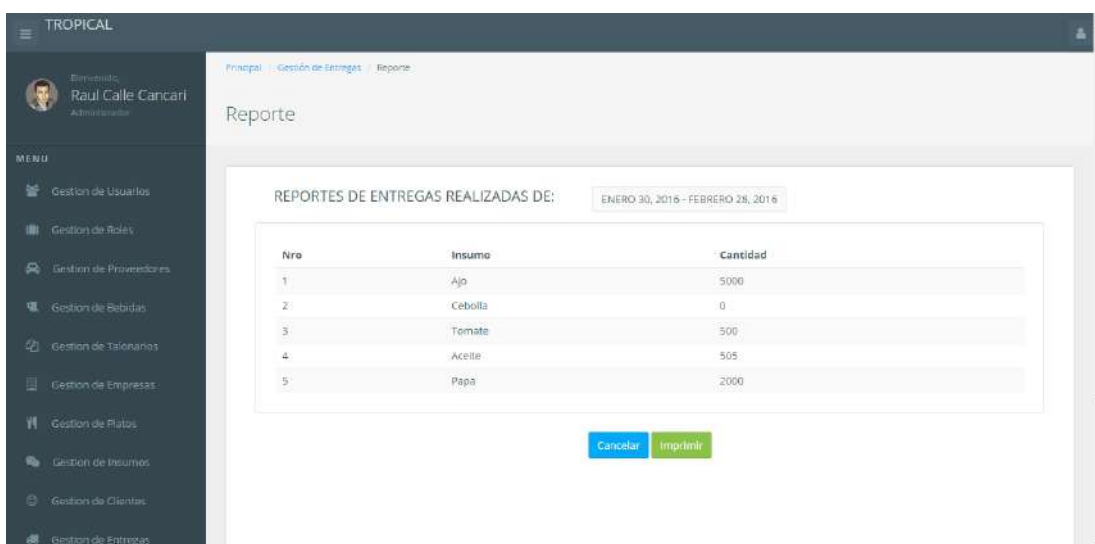 TROPICAL
Bienvenido,
Raul Calle Cancari
Administrador
MENU
Gestion de Usuarios
Gestion de Roles
Gestion de Proveedores
Gestion de Bebidas
Gestion de Talonarios
Gestion de Empresas
Gestion de Platos
Gestion de Insumos
Gestion de Clientes
Gestion de Entregas
Principal / Gestión de Entregas / Reporte
Reporte
REPORTES DE ENTREGAS REALIZADAS DE: ENERO 30, 2016 - FEBRERO 28, 2016
Nro Insumo Cantidad
1 Ajo 5000
2 Cebolla 0
3 Tomate 500
4 Aceite 505
5 Papa 2000
Cancelar Imprimir